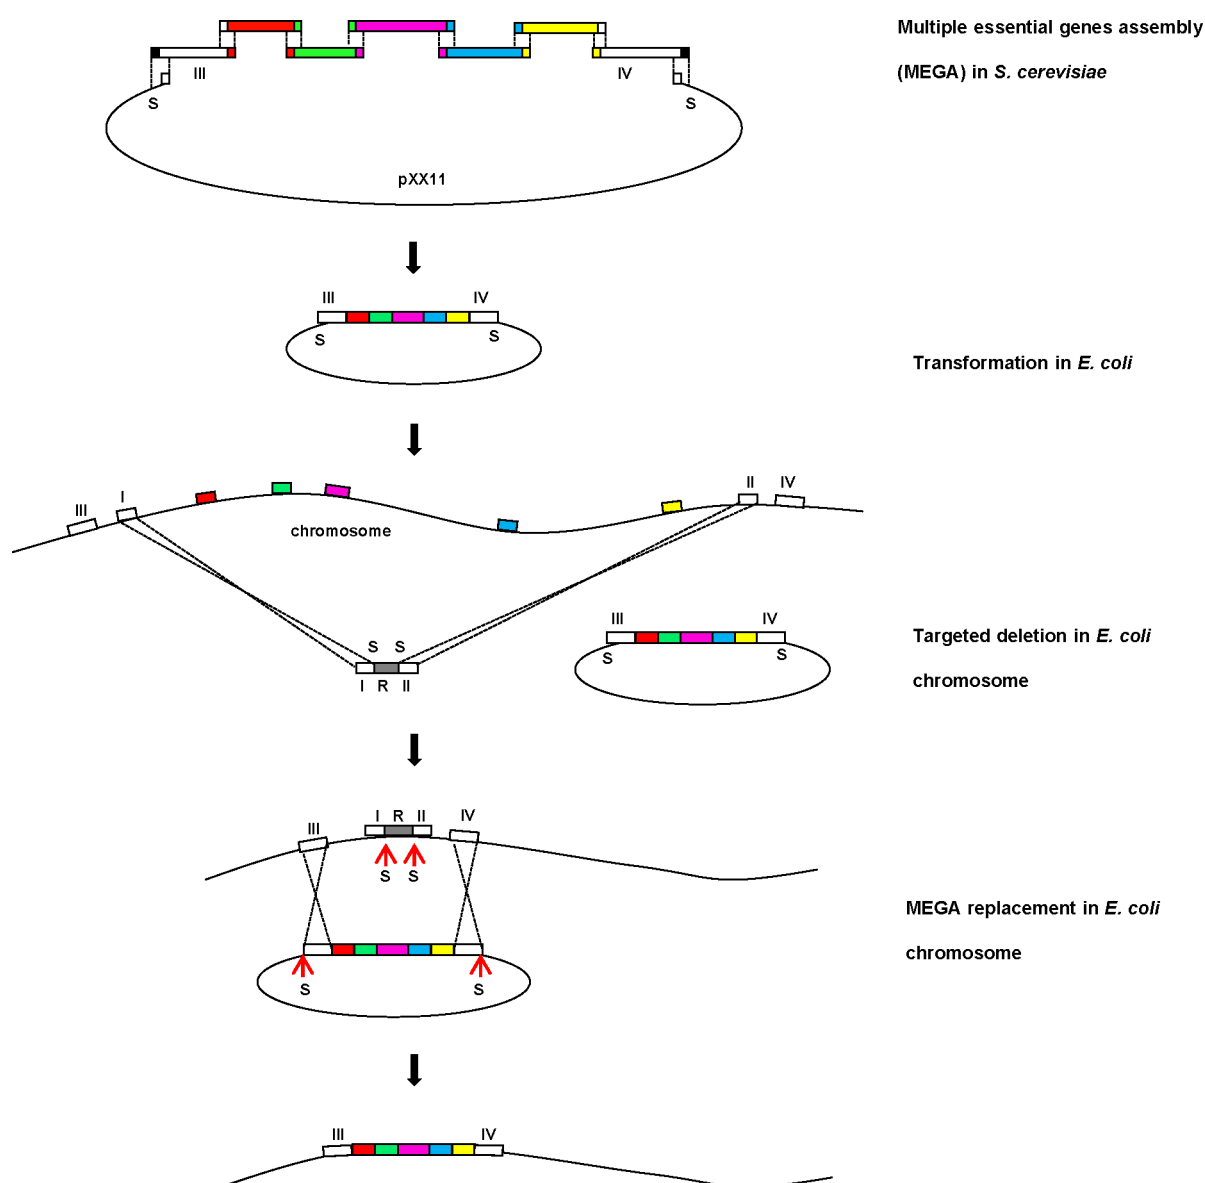 Multiple essential genes assembly
(MEGA) in S. cerevisiae
III IV
S S
pXX11
III IV
S S
Transformation in E. coli
III I II IV
chromosome
III IV
Targeted deletion in E. coli
S S
S S
I R II
chromosome
I R II IV
III
S S
MEGA replacement in E. coli
chromosome
S S
III IV